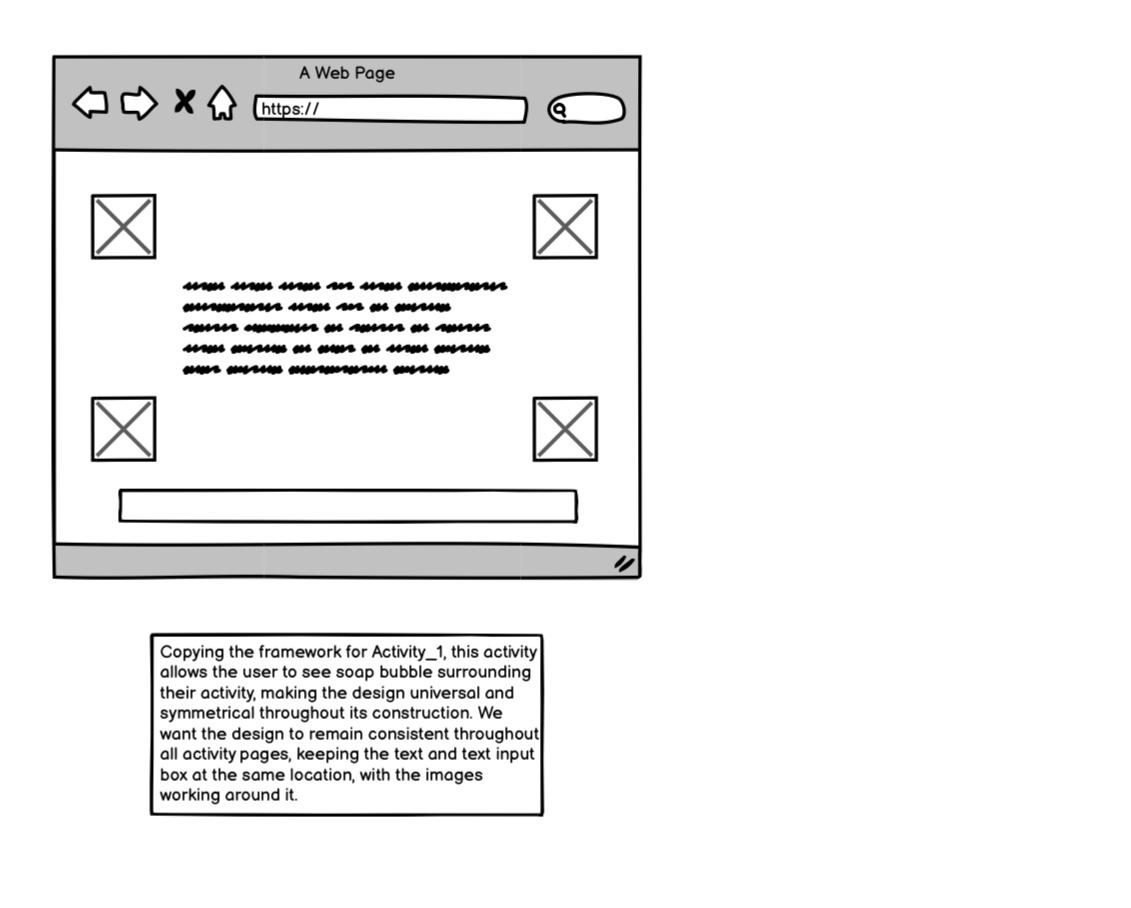 A Web Page
https://
Copying the framework for Activity_1, this activity
allows the user to see soap bubble surrounding
their activity, making the design universal and
symmetrical throughout its construction. We
want the design to remain consistent throughout
all activity pages, keeping the text and text input
box at the same location, with the images
working around it.